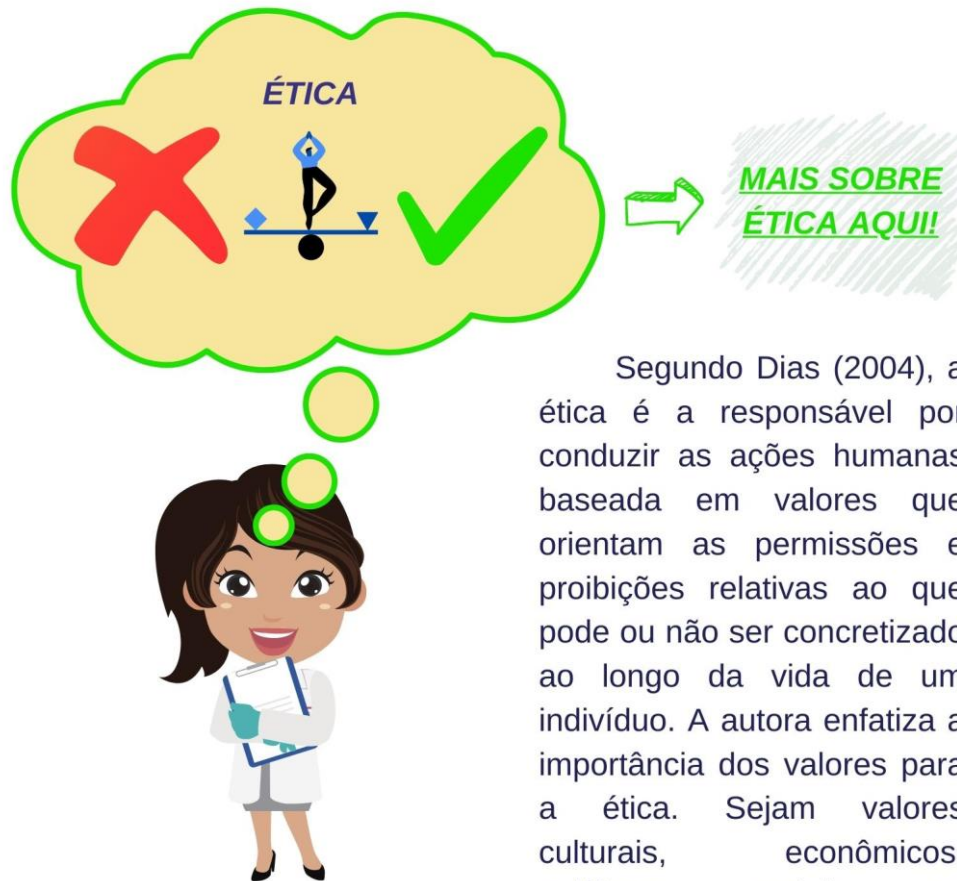 ÉTICA
MAIS SOBRE
ÉTICA AQUI!
Segundo Dias (2004), a
ética é a responsável por
conduzir as ações humanas
baseada em valores que
orientam as permissões e
proibições relativas ao que
pode ou não ser concretizado
ao longo da vida de um
indivíduo. A autora enfatiza a
importância dos valores para
a ética. Sejam valores
culturais, econômicos,